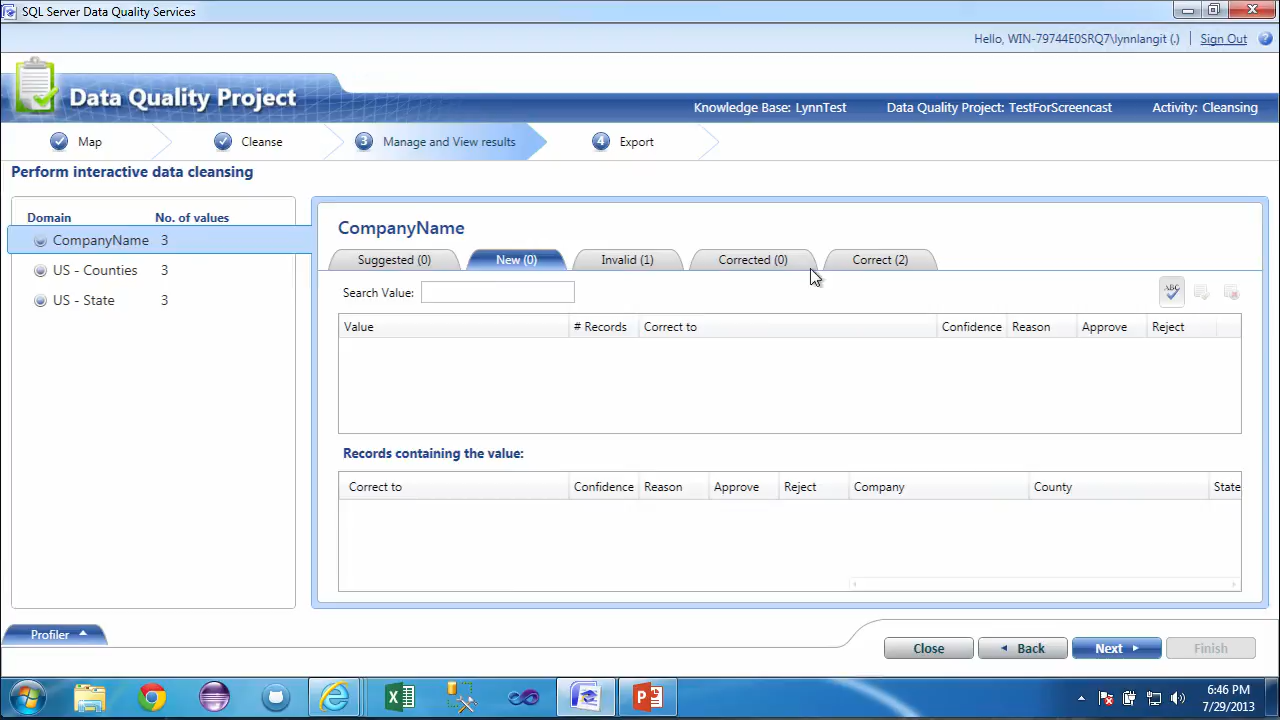 SQL Server Data Quality Services
Hello, WIN-79744E0SRQ7\lynnlangit (.) Sign Out
Data Quality Project
Knowledge Base: LynnTest Data Quality Project: TestForScreencast Activity: Cleansing
Map Cleanse 3 Manage and View results 4 Export
Perform interactive data cleansing
Domain No. of values
CompanyName 3
US - Counties 3
US - State 3
CompanyName
Suggested (0) New (0) Invalid (1) Corrected (0) Correct (2)
Search Value:
ABC
Value # Records Correct to Confidence Reason Approve Reject
Records containing the value:
Correct to Confidence Reason Approve Reject Company County State
Profiler
Close Back Next Finish
6:46 PM
7/29/2013